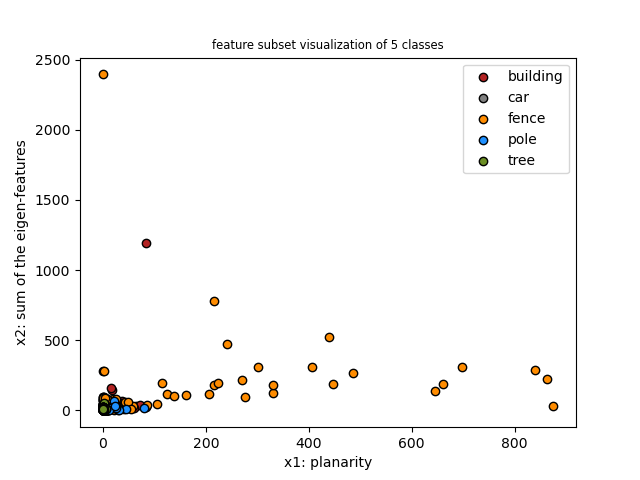 feature subset visualization of 5 classes
2500
2000
1500
1000
500
0
x2: sum of the eigen-features
building
car
fence
pole
tree
0 200 400 600 800
x1: planarity